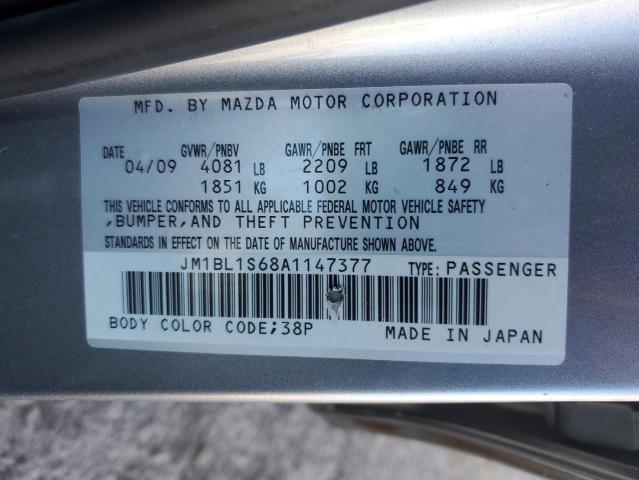 MFD. BY MAZDA MOTOR CORPORATION
DATE GVWR/PNBV GAWR/PNBE FRT GAWR/PNBE RR
04/09 4081 LB 2209 LB 1872 LB
1851 KG 1002 KG 849 KG
THIS VEHICLE CONFORMS TO ALL APPLICABLE FEDERAL MOTOR VEHICLE SAFETY
,BUMPER,AND THEFT PREVENTION
STANDARDS IN EFFECT ON THE DATE OF MANUFACTURE SHOWN ABOVE.
JM1BL1S68A1147377 TYPE: PASSENGER
BODY COLOR CODE;38P MADE IN JAPAN